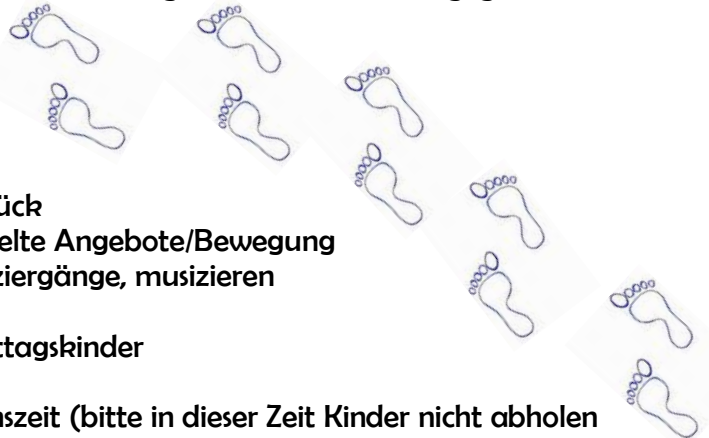 ück
elte Angebote/Bewegung
ziergänge, musizieren
ttagskinder
nszeit (bitte in dieser Zeit Kinder nicht abholen